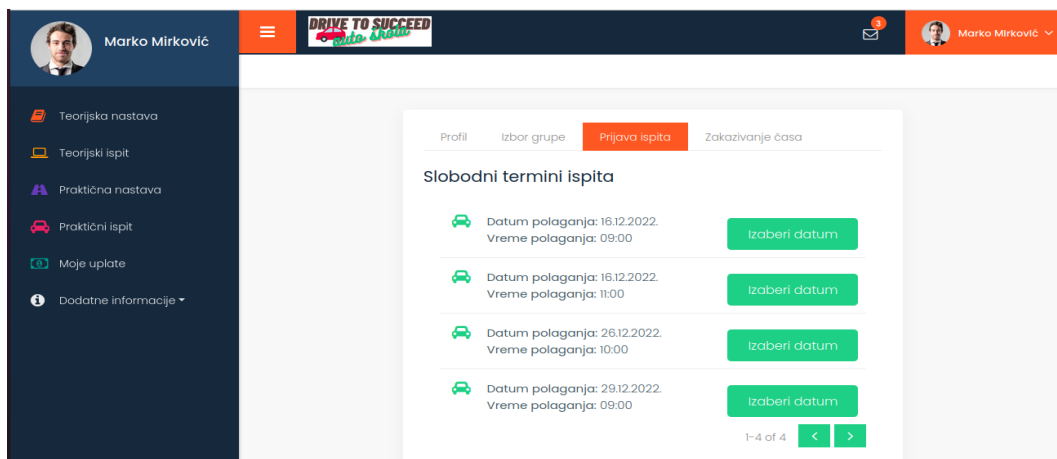 Marko Mirković
DRIVE TO SUCCEED
auto škola
3
Marko Mirković
Teorijska nastava
Teorijski ispit
Praktična nastava
Praktični ispit
Moje uplate
Dodatne informacije
Profil
Izbor grupe
Prijava ispita
Zakazivanje časa
Slobodni termini ispita
Datum polaganja: 16.12.2022.
Vreme polaganja: 09:00
Izaberi datum
Datum polaganja: 16.12.2022.
Vreme polaganja: 11:00
Izaberi datum
Datum polaganja: 26.12.2022.
Vreme polaganja: 10:00
Izaberi datum
Datum polaganja: 29.12.2022.
Vreme polaganja: 09:00
Izaberi datum
1-4 of 4